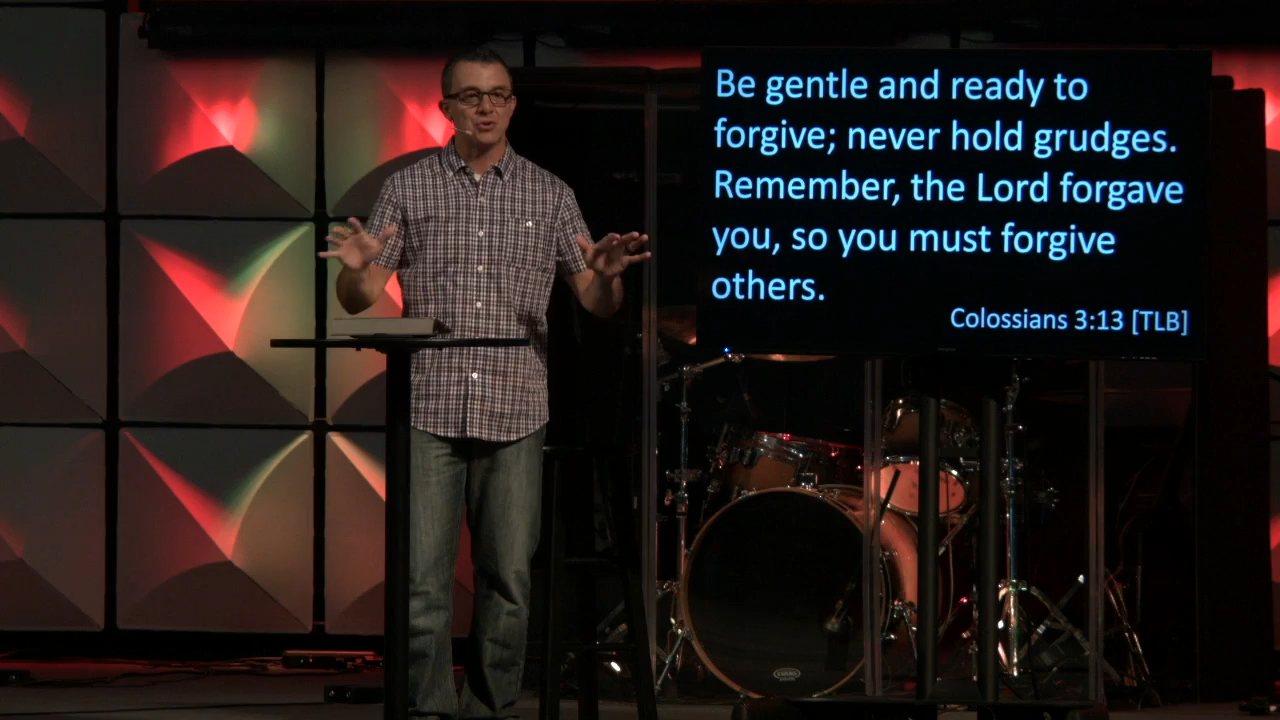 Be gentle and ready to
forgive; never hold grudges.
Remember, the Lord forgave
you, so you must forgive
others.
Colossians 3:13 [TLB]